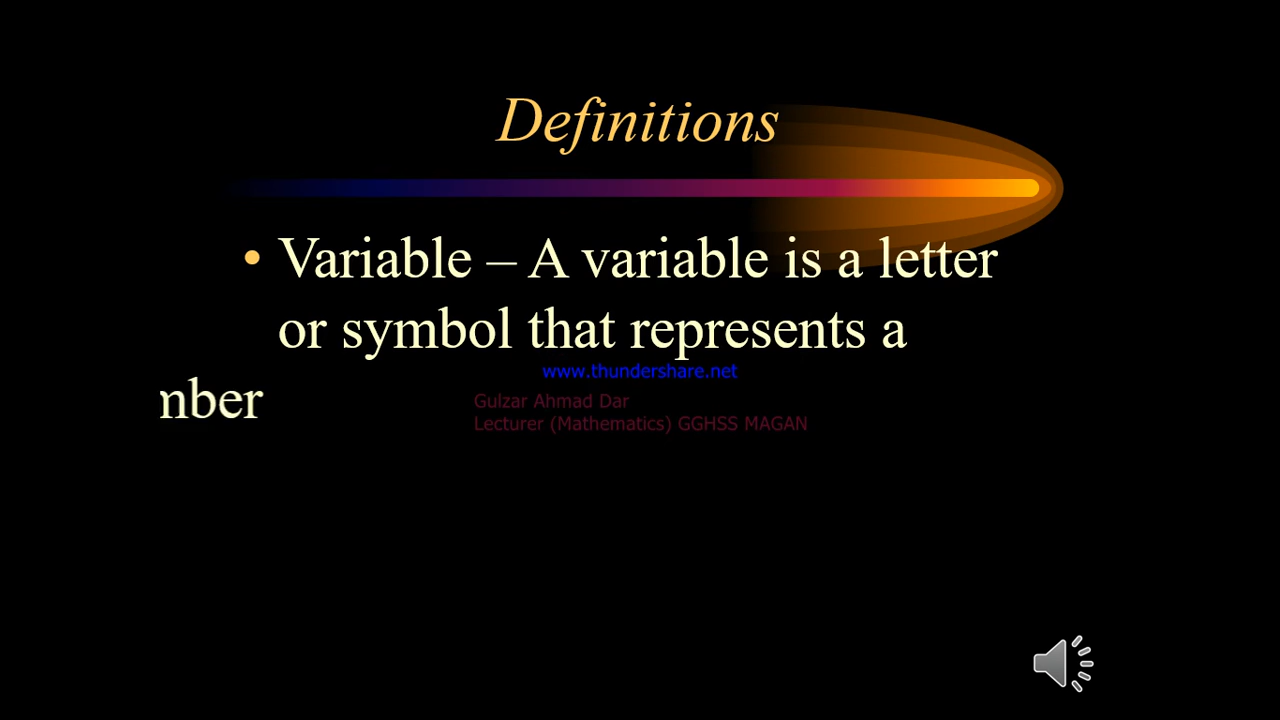 Definitions
• Variable – A variable is a letter
or symbol that represents a
www.thundershare.net
nber
Gulzar Ahmad Dar
Lecturer (Mathematics) GGHSS MAGAN